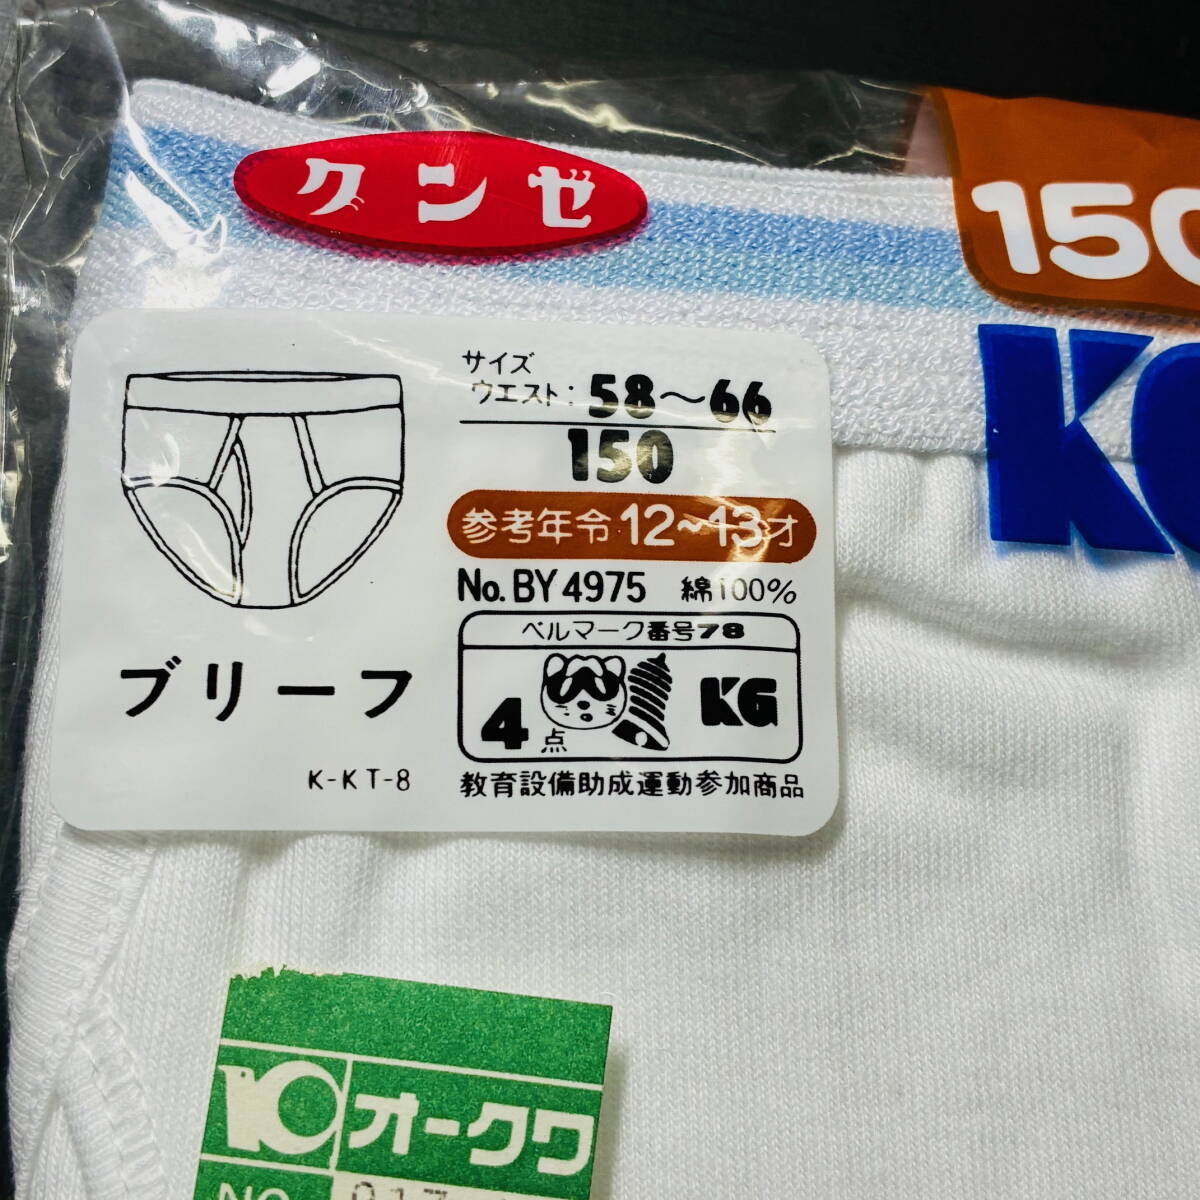 クンゼ
150
KG
サイズ
ウエスト: 58〜66
150
参考年令12〜13才
No. BY 4975 綿100%
ベルマーク番号78
4点 KG
教育設備助成運動参加商品
ブリーフ
K-KT-8
オークワ
NO.